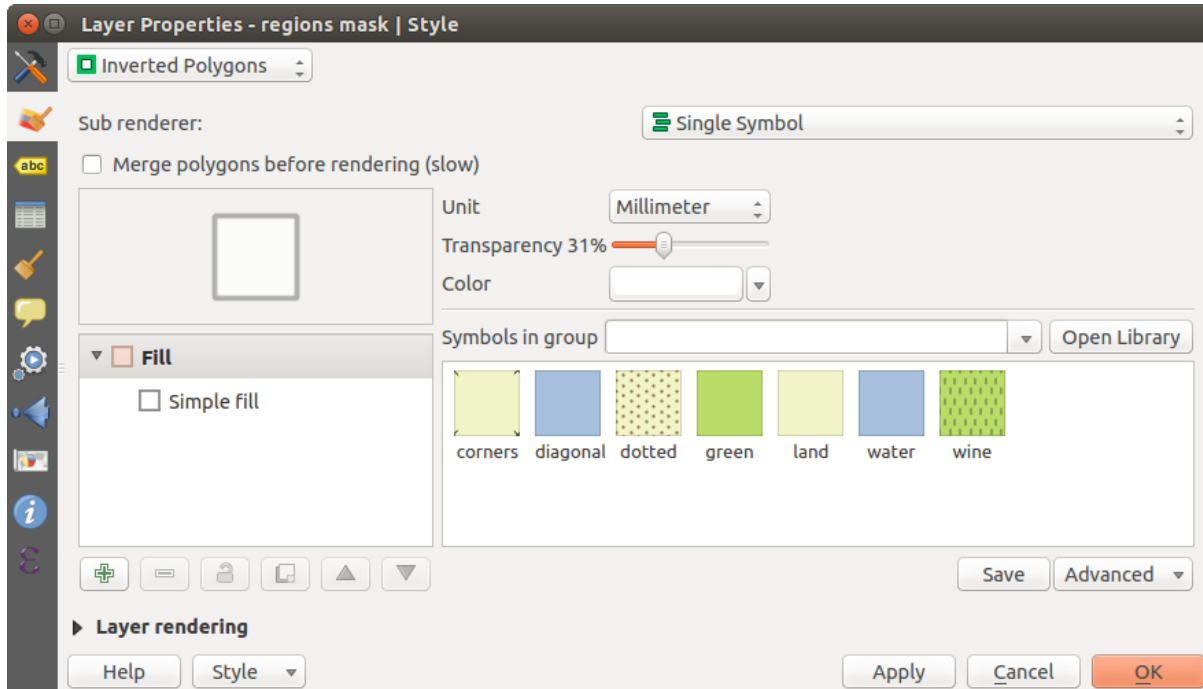 Layer Properties - regions mask | Style
Inverted Polygons
Sub renderer:
Single Symbol
abc
Merge polygons before rendering (slow)
Unit
Millimeter
Transparency 31%
Color
Symbols in group
Open Library
Fill
Simple fill
corners diagonal dotted green land water wine
Save
Advanced
Layer rendering
Help
Style
Apply
Cancel
OK